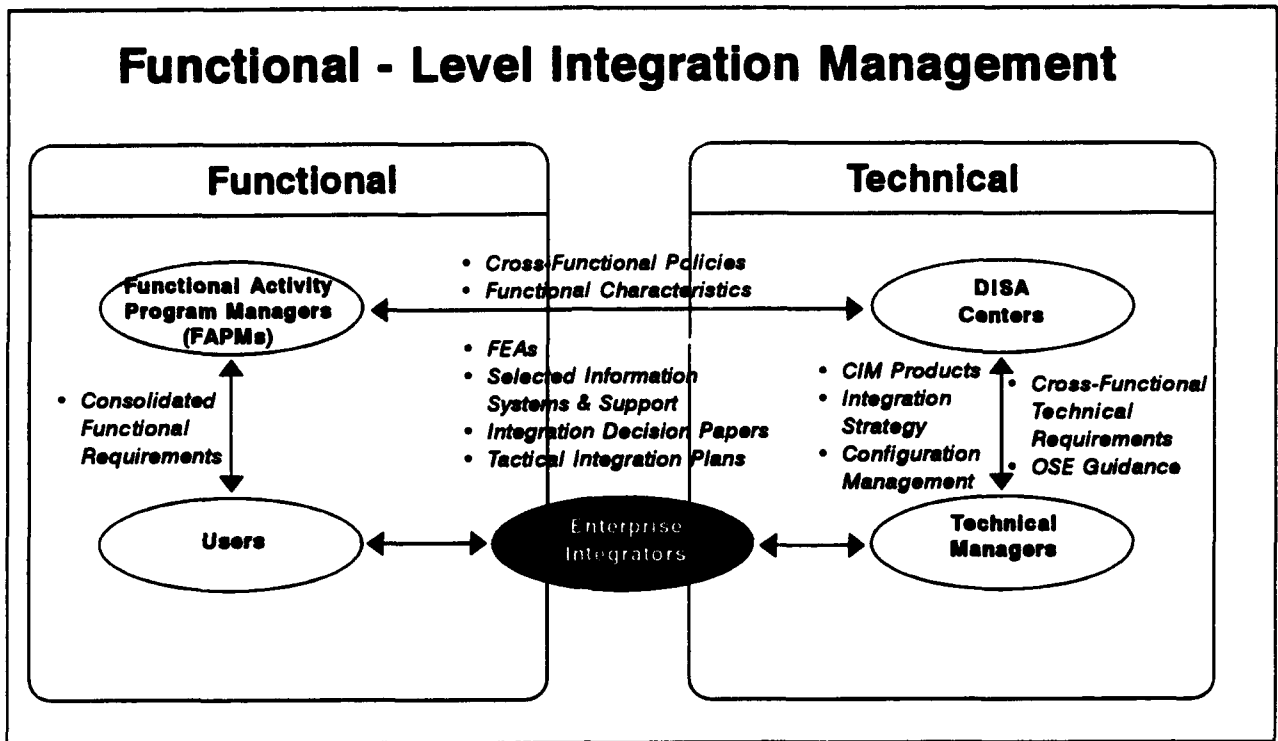 Functional - Level Integration Management
Functional
Technical
Functional Activity
Program Managers
(FAPMs)
• Cross-Functional Policies
• Functional Characteristics
DISA
Centers
• Consolidated
Functional
Requirements
• FEAs
• Selected Information
Systems & Support
• Integration Decision Papers
• Tactical Integration Plans
• CIM Products
• Integration
Strategy
• Configuration
Management
• Cross-Functional
Technical
Requirements
• OSE Guidance
Users
Enterprise
Integrators
Technical
Managers